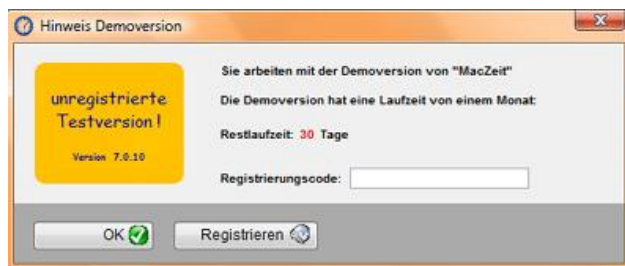 Hinweis Demoversion
unregistrierte
Testversion !
Version 7.0.10
Sie arbeiten mit der Demoversion von "MacZeit"
Die Demoversion hat eine Laufzeit von einem Monat:
Restlaufzeit: 30 Tage
Registrierungscode:
OK
Registrieren